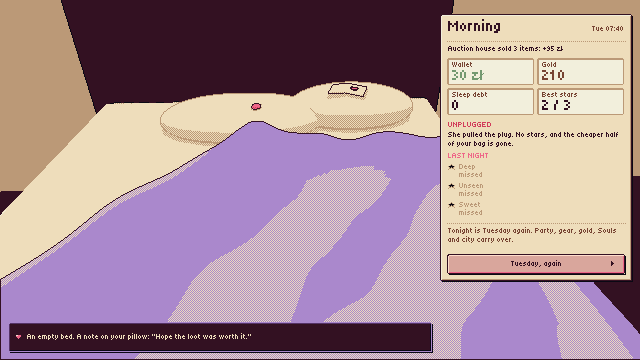 Morning
Tue 07:40
Auction house sold 3 items: +95 zł
Wallet
30 zł
Gold
210
Sleep debt
0
Best stars
2 / 3
UNPLUGGED
She pulled the plug. No stars, and the cheaper half
of your bag is gone.
LAST NIGHT
Deep
missed
Unseen
missed
Sweet
missed
Tonight is Tuesday again. Party, gear, gold, Souls
and city carry over.
Tuesday, again
An empty bed. A note on your pillow: "Hope the loot was worth it."